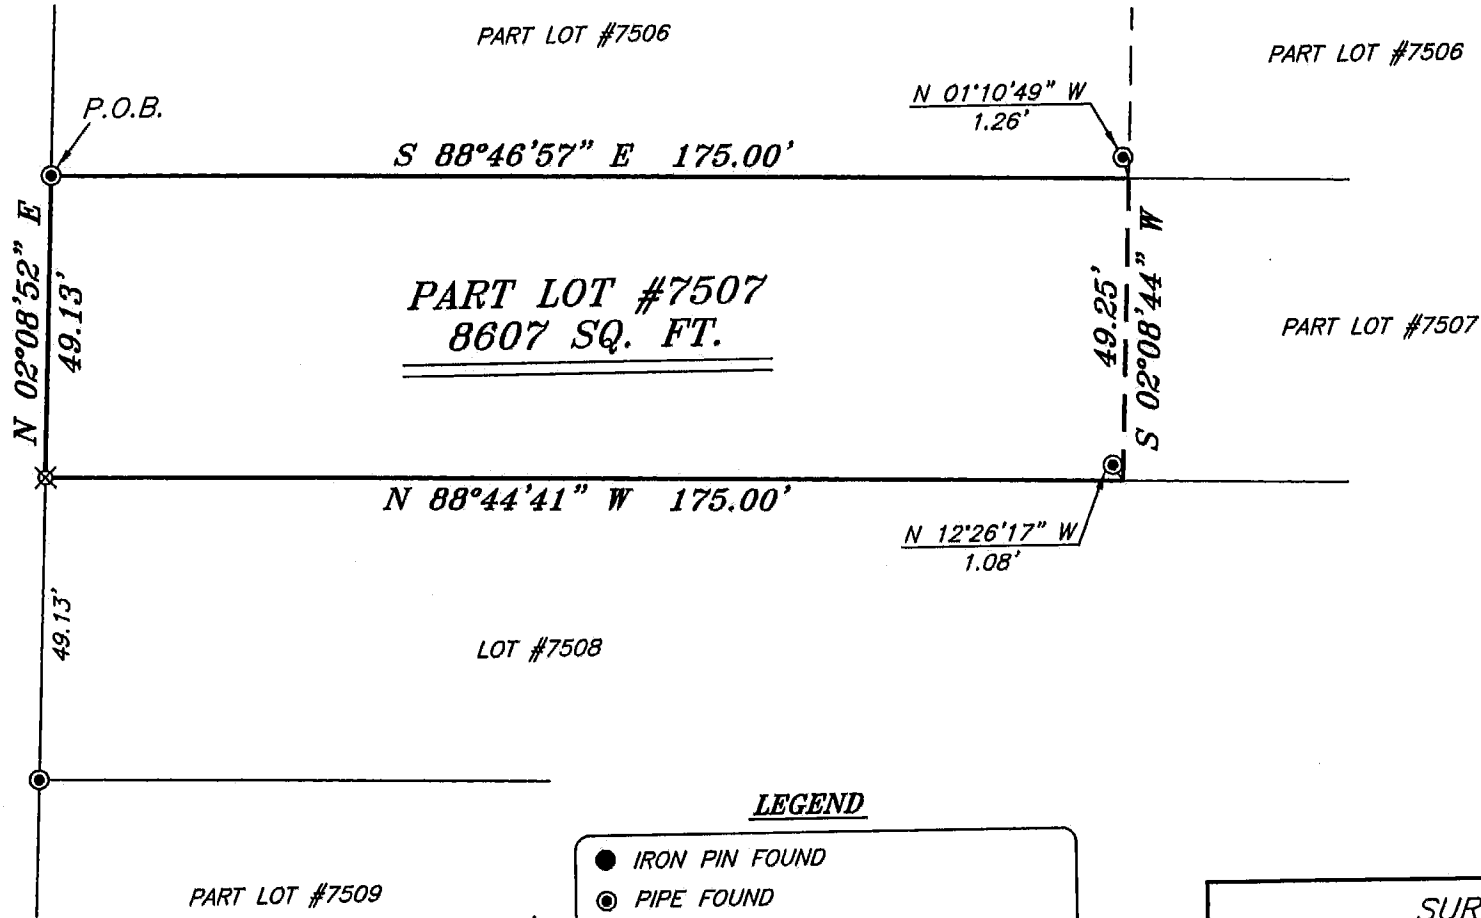 PART LOT #7506
PART LOT #7506
P.O.B.
N 01°10'49" W
1.26'
S 88°46'57" E 175.00'
N 02°08'52" E
49.13'
PART LOT #7507
8607 SQ. FT.
49.25'
S 02°08'44" W
PART LOT #7507
N 88°44'41" W 175.00'
N 12°26'17" W
1.08'
49.13'
LOT #7508
LEGEND
IRON PIN FOUND
PIPE FOUND
PART LOT #7509
SUR